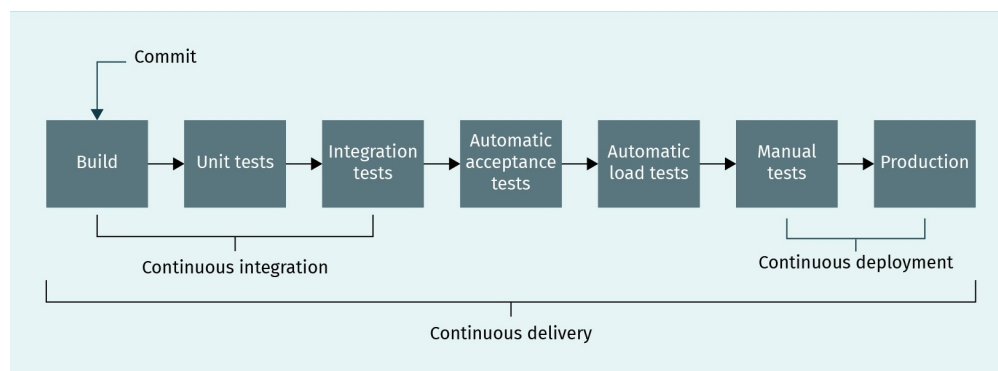 Commit
Build
Unit tests
Integration
tests
Automatic
acceptance
tests
Automatic
load tests
Manual
tests
Production
Continuous integration
Continuous deployment
Continuous delivery